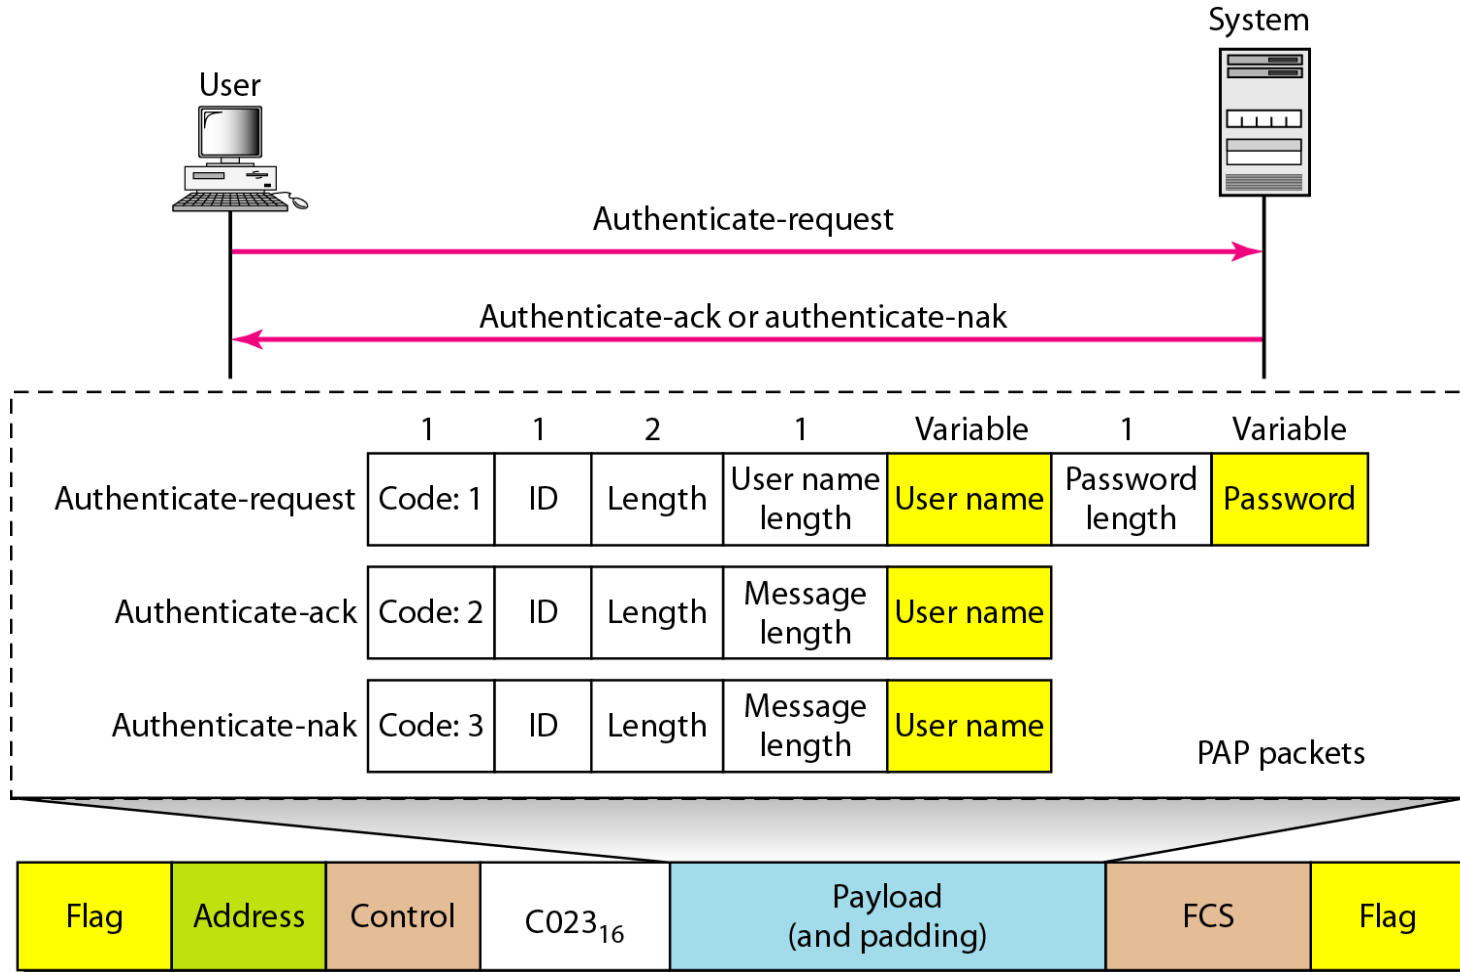 System
User
Authenticate-request
Authenticate-ack or authenticate-nak
1 1 2 1 Variable 1 Variable
Authenticate-request Code: 1 ID Length User name length User name Password length Password
Authenticate-ack Code: 2 ID Length Message length User name
Authenticate-nak Code: 3 ID Length Message length User name
PAP packets
Flag Address Control C023₁₆ Payload (and padding) FCS Flag